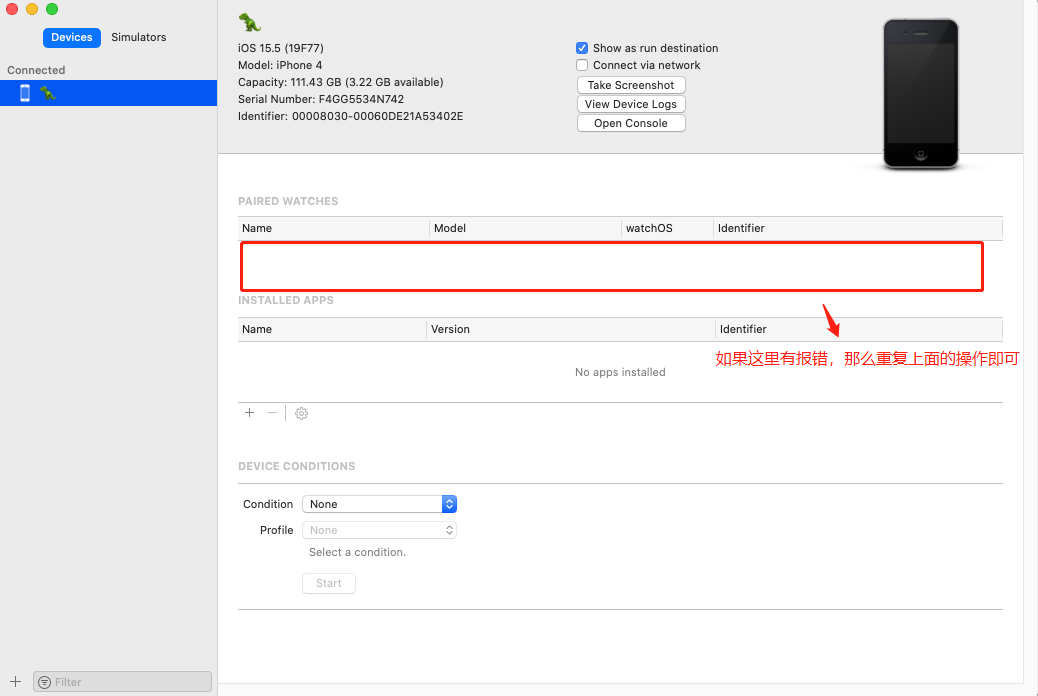 Devices
Simulators
Connected
iOS 15.5 (19F77)
Model: iPhone 4
Capacity: 111.43 GB (3.22 GB available)
Serial Number: F4GG5534N742
Identifier: 00008030-00060DE21A53402E
Show as run destination
Connect via network
Take Screenshot
View Device Logs
Open Console
PAIRED WATCHES
Name Model watchOS Identifier
INSTALLED APPS
Name Version Identifier
如果这里有报错，那么重复上面的操作即可
No apps installed
DEVICE CONDITIONS
Condition None
Profile None
Select a condition.
Start
Filter